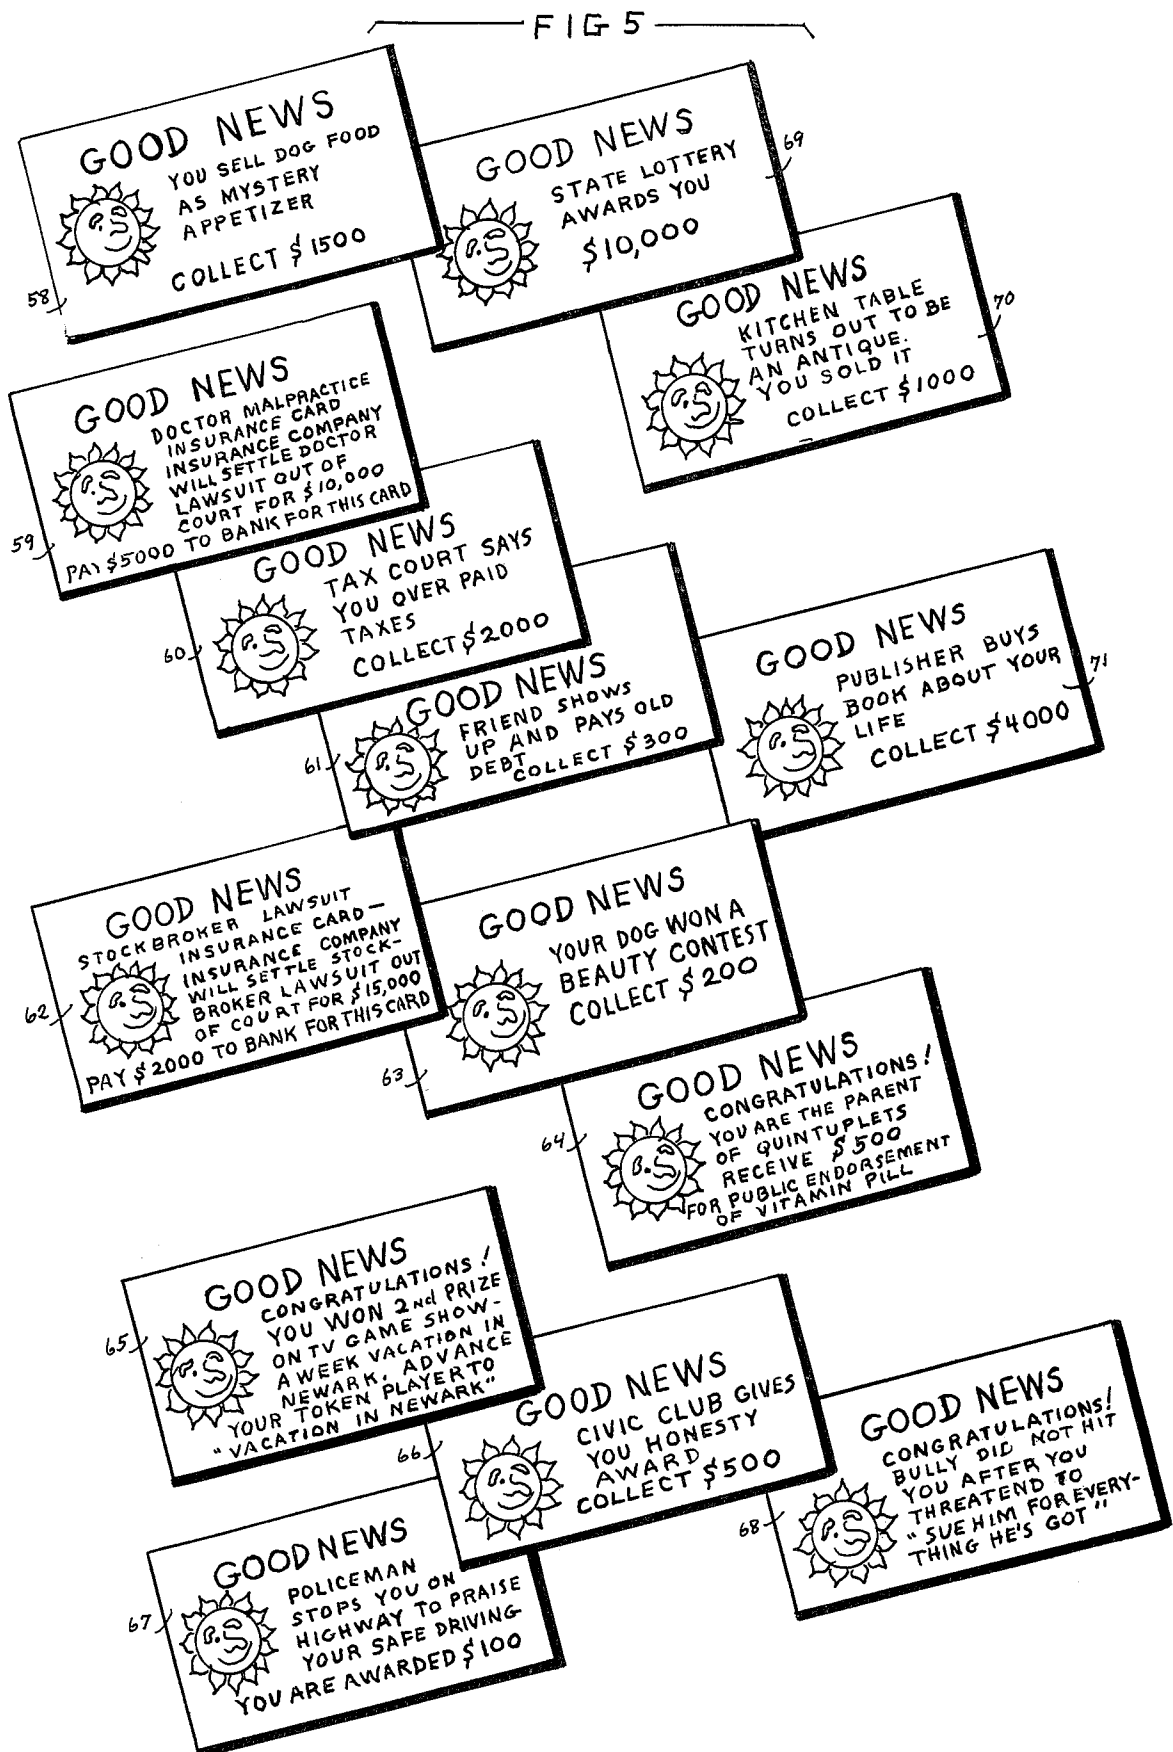 FIG 5
GOOD NEWS
YOU SELL DOG FOOD
AS MYSTERY
APPETIZER
COLLECT $1500
58
GOOD NEWS
STATE LOTTERY
AWARDS YOU
$10,000
69
GOOD NEWS
KITCHEN TABLE
TURNS OUT TO BE
AN ANTIQUE.
YOU SOLD IT
COLLECT $1000
70
GOOD NEWS
DOCTOR MALPRACTICE
INSURANCE CARD
INSURANCE COMPANY
WILL SETTLE DOCTOR
LAWSUIT OUT OF
COURT FOR $10,000
PAY $5000 TO BANK FOR THIS CARD
59
GOOD NEWS
TAX COURT SAYS
YOU OVER PAID
TAXES
COLLECT $2000
60
GOOD NEWS
FRIEND SHOWS
UP AND PAYS OLD
DEBT
COLLECT $300
61
GOOD NEWS
PUBLISHER BUYS
BOOK ABOUT YOUR
LIFE
COLLECT $4000
71
GOOD NEWS
STOCKBROKER LAWSUIT
INSURANCE CARD—
INSURANCE COMPANY
WILL SETTLE STOCK-
BROKER LAWSUIT OUT
OF COURT FOR $15,000
PAY $2000 TO BANK FOR THIS CARD
62
GOOD NEWS
YOUR DOG WON A
BEAUTY CONTEST
COLLECT $200
63
GOOD NEWS
CONGRATULATIONS!
YOU ARE THE PARENT
OF QUINTUPLETS
RECEIVE $500
FOR PUBLIC ENDORSEMENT
OF VITAMIN PILL
64
GOOD NEWS
CONGRATULATIONS!
YOU WON 2nd PRIZE
ON TV GAME SHOW-
A WEEK VACATION IN
NEWARK. ADVANCE
YOUR TOKEN PLAYER TO
"VACATION IN NEWARK"
65
GOOD NEWS
CIVIC CLUB GIVES
YOU HONESTY
AWARD
COLLECT $500
66
GOOD NEWS
CONGRATULATIONS!
BULLY DID NOT HIT
YOU AFTER YOU
THREATEND TO
"SUE HIM FOR EVERY-
THING HE'S GOT"
68
GOOD NEWS
POLICEMAN
STOPS YOU ON
HIGHWAY TO PRAISE
YOUR SAFE DRIVING
YOU ARE AWARDED $100
67